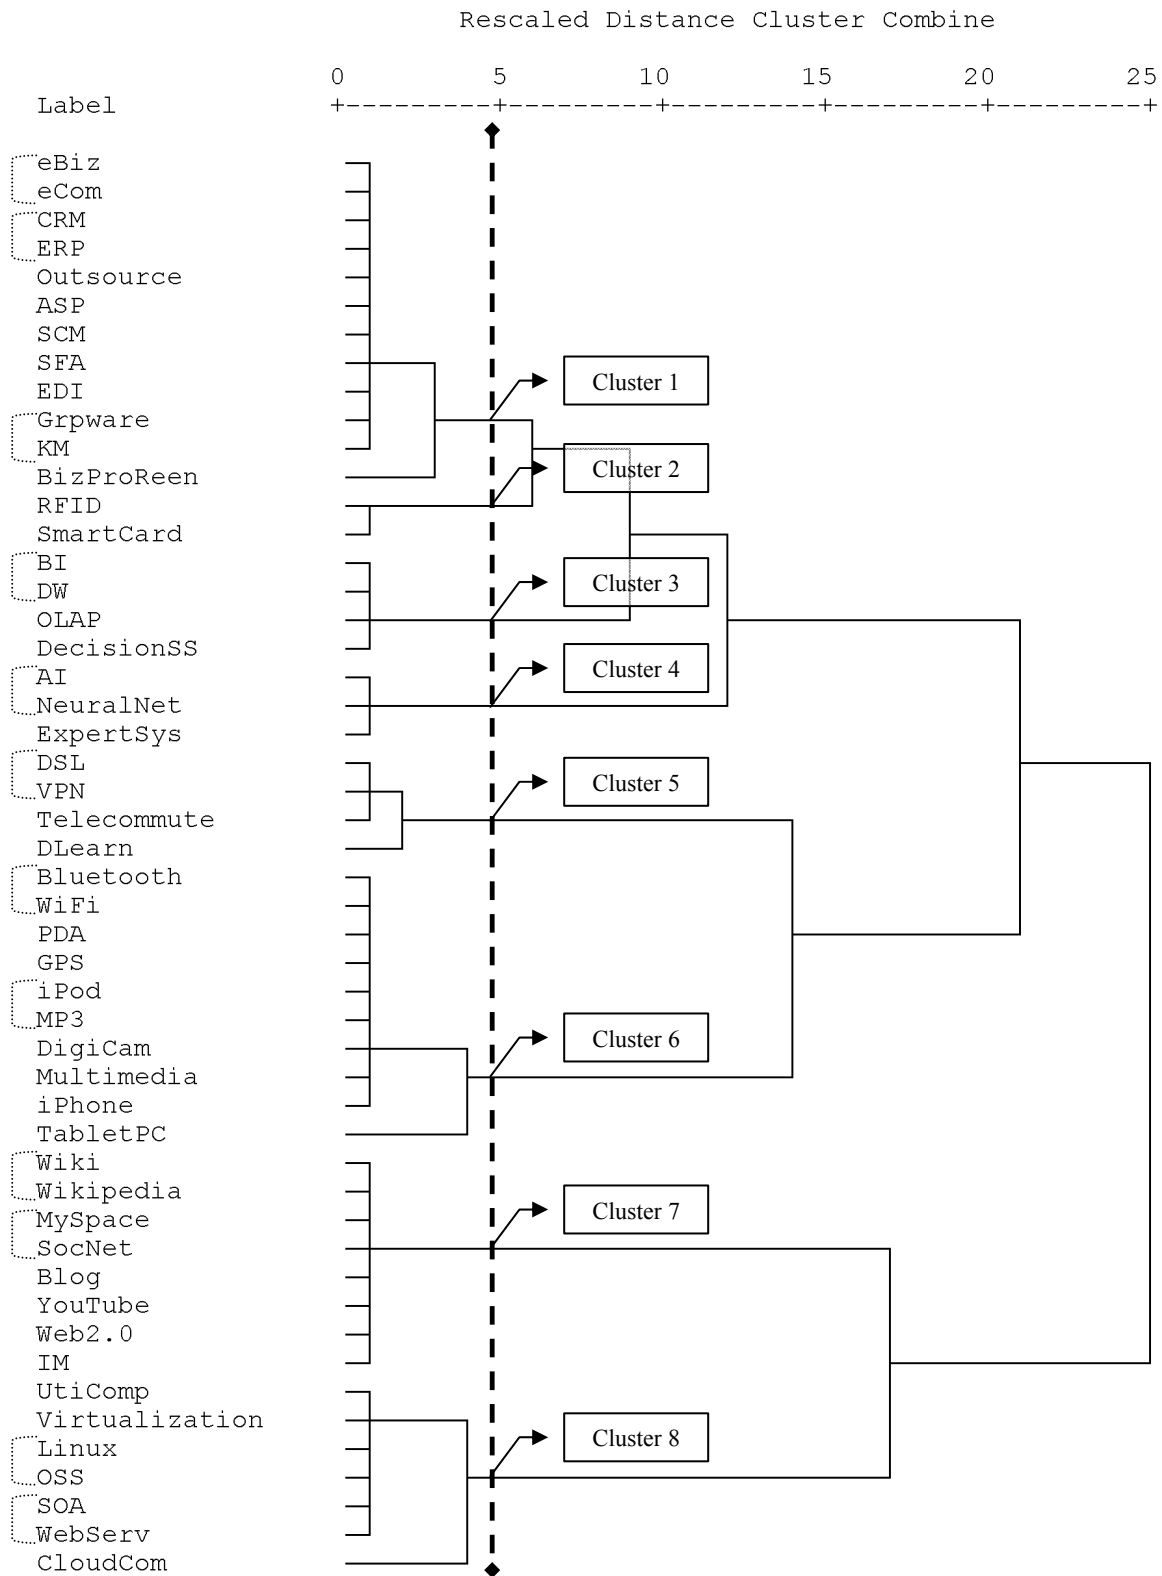 Rescaled Distance Cluster Combine
0 5 10 15 20 25
Label +---------+---------+---------+---------+---------+
eBiz
eCom
CRM
ERP
Outsource
ASP
SCM
SFA
Cluster 1
EDI
Grpware
KM
Cluster 2
BizProReen
RFID
SmartCard
BI
Cluster 3
DW
OLAP
DecisionSS
Cluster 4
AI
NeuralNet
ExpertSys
DSL
Cluster 5
VPN
Telecommute
DLearn
Bluetooth
WiFi
PDA
GPS
iPod
MP3
Cluster 6
DigiCam
Multimedia
iPhone
TabletPC
Wiki
Wikipedia
Cluster 7
MySpace
SocNet
Blog
YouTube
Web2.0
IM
UtiComp
Virtualization
Cluster 8
Linux
OSS
SOA
WebServ
CloudCom